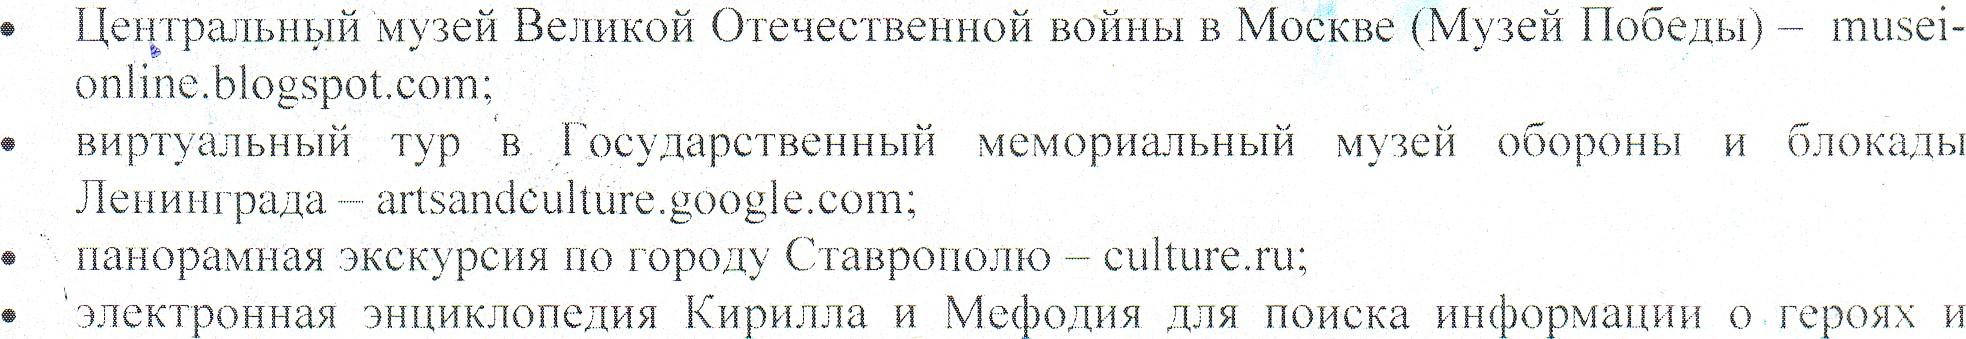 • Центральный музей Великой Отечественной войны в Москве (Музей Победы) – musei-
online.blogspot.com;
• виртуальный тур в Государственный мемориальный музей обороны и блокады
Ленинграда – artsandculture.google.com;
• панорамная экскурсия по городу Ставрополю – culture.ru;
• электронная энциклопедия Кирилла и Мефодия для поиска информации о героях и